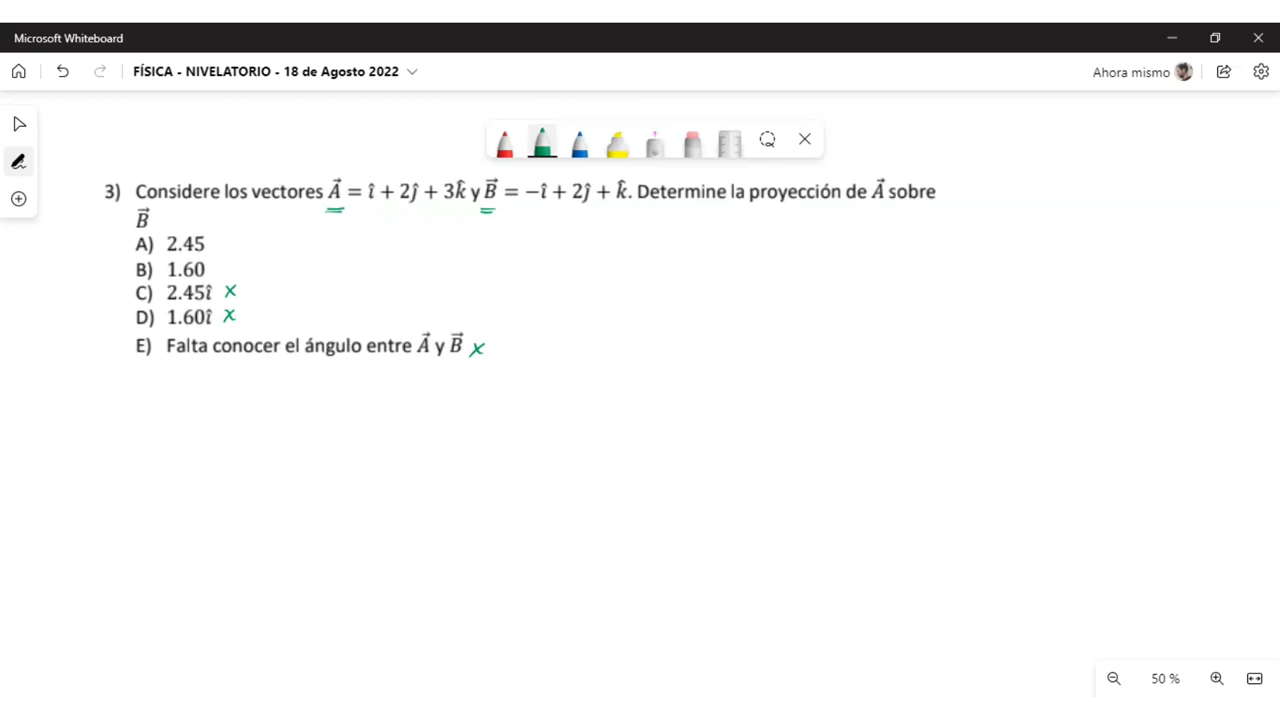 Microsoft Whiteboard
FÍSICA - NIVELATORIO - 18 de Agosto 2022
Ahora mismo
3) Considere los vectores A⃗ = î + 2ĵ + 3k̂ y B⃗ = −î + 2ĵ + k̂. Determine la proyección de A⃗ sobre
B⃗
A) 2.45
B) 1.60
C) 2.45î x
D) 1.60î x
E) Falta conocer el ángulo entre A⃗ y B⃗ x
50 %